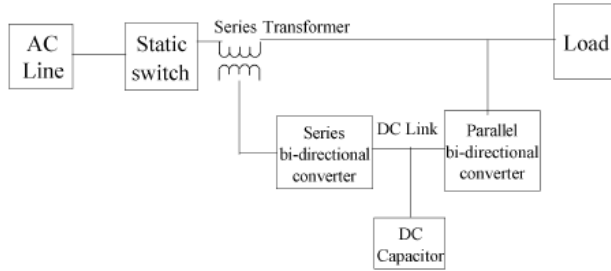 Series Transformer
AC
Line
Static
switch
Load
Series
bi-directional
converter
DC Link
Parallel
bi-directional
converter
DC
Capacitor